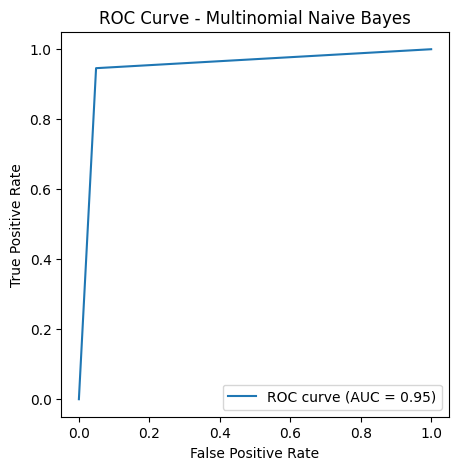 ROC Curve - Multinomial Naive Bayes
1.0
0.8
0.6
0.4
0.2
0.0
True Positive Rate
ROC curve (AUC = 0.95)
0.0 0.2 0.4 0.6 0.8 1.0
False Positive Rate